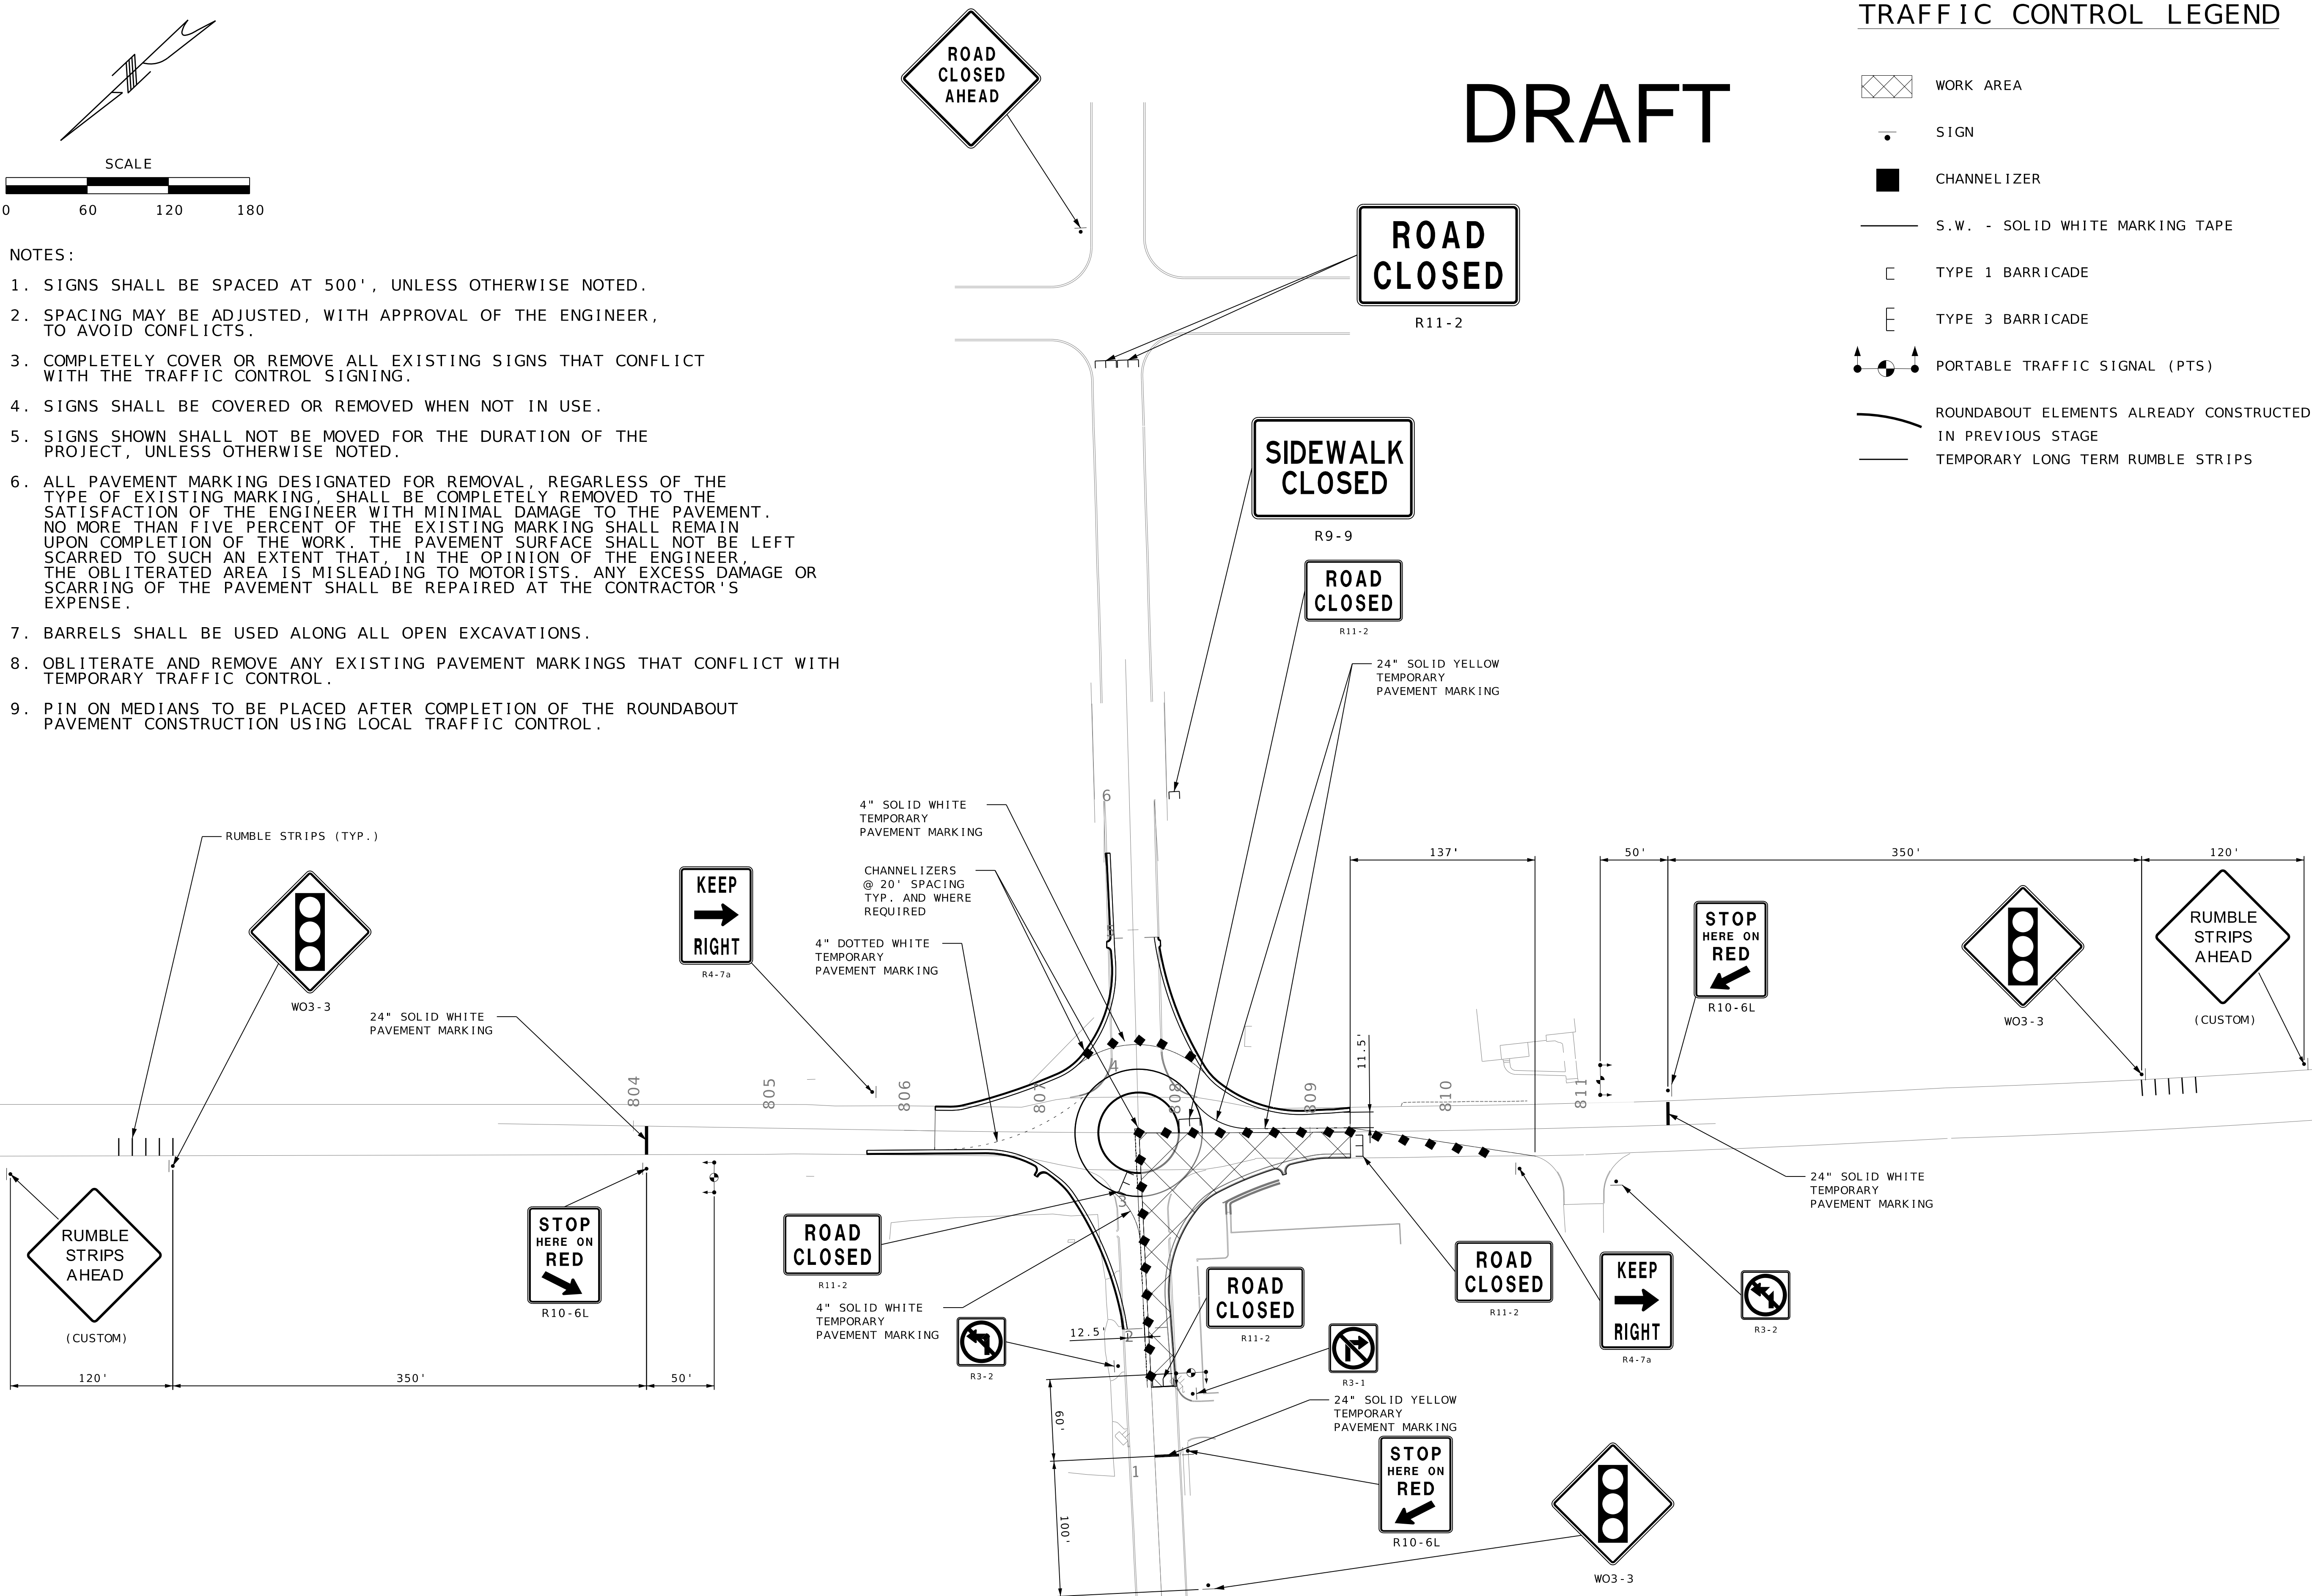 TRAFFIC CONTROL LEGEND
WORK AREA
SIGN
CHANNELIZER
S.W. - SOLID WHITE MARKING TAPE
TYPE 1 BARRICADE
TYPE 3 BARRICADE
PORTABLE TRAFFIC SIGNAL (PTS)
ROUNDABOUT ELEMENTS ALREADY CONSTRUCTED
IN PREVIOUS STAGE
TEMPORARY LONG TERM RUMBLE STRIPS
DRAFT
SCALE
0 60 120 180
NOTES:
1. SIGNS SHALL BE SPACED AT 500', UNLESS OTHERWISE NOTED.
2. SPACING MAY BE ADJUSTED, WITH APPROVAL OF THE ENGINEER,
TO AVOID CONFLICTS.
3. COMPLETELY COVER OR REMOVE ALL EXISTING SIGNS THAT CONFLICT
WITH THE TRAFFIC CONTROL SIGNING.
4. SIGNS SHALL BE COVERED OR REMOVED WHEN NOT IN USE.
5. SIGNS SHOWN SHALL NOT BE MOVED FOR THE DURATION OF THE
PROJECT, UNLESS OTHERWISE NOTED.
6. ALL PAVEMENT MARKING DESIGNATED FOR REMOVAL, REGARLESS OF THE
TYPE OF EXISTING MARKING, SHALL BE COMPLETELY REMOVED TO THE
SATISFACTION OF THE ENGINEER WITH MINIMAL DAMAGE TO THE PAVEMENT.
NO MORE THAN FIVE PERCENT OF THE EXISTING MARKING SHALL REMAIN
UPON COMPLETION OF THE WORK. THE PAVEMENT SURFACE SHALL NOT BE LEFT
SCARRED TO SUCH AN EXTENT THAT, IN THE OPINION OF THE ENGINEER,
THE OBLITERATED AREA IS MISLEADING TO MOTORISTS. ANY EXCESS DAMAGE OR
SCARRING OF THE PAVEMENT SHALL BE REPAIRED AT THE CONTRACTOR'S
EXPENSE.
7. BARRELS SHALL BE USED ALONG ALL OPEN EXCAVATIONS.
8. OBLITERATE AND REMOVE ANY EXISTING PAVEMENT MARKINGS THAT CONFLICT WITH
TEMPORARY TRAFFIC CONTROL.
9. PIN ON MEDIANS TO BE PLACED AFTER COMPLETION OF THE ROUNDABOUT
PAVEMENT CONSTRUCTION USING LOCAL TRAFFIC CONTROL.
ROAD
CLOSED
AHEAD
ROAD
CLOSED
R11-2
SIDEWALK
CLOSED
R9-9
ROAD
CLOSED
R11-2
24" SOLID YELLOW
TEMPORARY
PAVEMENT MARKING
6
4" SOLID WHITE
TEMPORARY
PAVEMENT MARKING
CHANNELIZERS
@ 20' SPACING
TYP. AND WHERE
REQUIRED
4" DOTTED WHITE
TEMPORARY
PAVEMENT MARKING
RUMBLE STRIPS (TYP.)
WO3-3
24" SOLID WHITE
PAVEMENT MARKING
KEEP
RIGHT
R4-7a
137'
50'
350'
120'
STOP
HERE ON
RED
R10-6L
WO3-3
RUMBLE
STRIPS
AHEAD
(CUSTOM)
5
4
11.5'
804
805
806
807
808
809
810
811
3
24" SOLID WHITE
TEMPORARY
PAVEMENT MARKING
RUMBLE
STRIPS
AHEAD
(CUSTOM)
STOP
HERE ON
RED
R10-6L
120'
350'
50'
ROAD
CLOSED
R11-2
4" SOLID WHITE
TEMPORARY
PAVEMENT MARKING
R3-2
12.5'
2
ROAD
CLOSED
R11-2
R3-1
ROAD
CLOSED
R11-2
KEEP
RIGHT
R4-7a
R3-2
24" SOLID YELLOW
TEMPORARY
PAVEMENT MARKING
60'
1
STOP
HERE ON
RED
R10-6L
100'
WO3-3